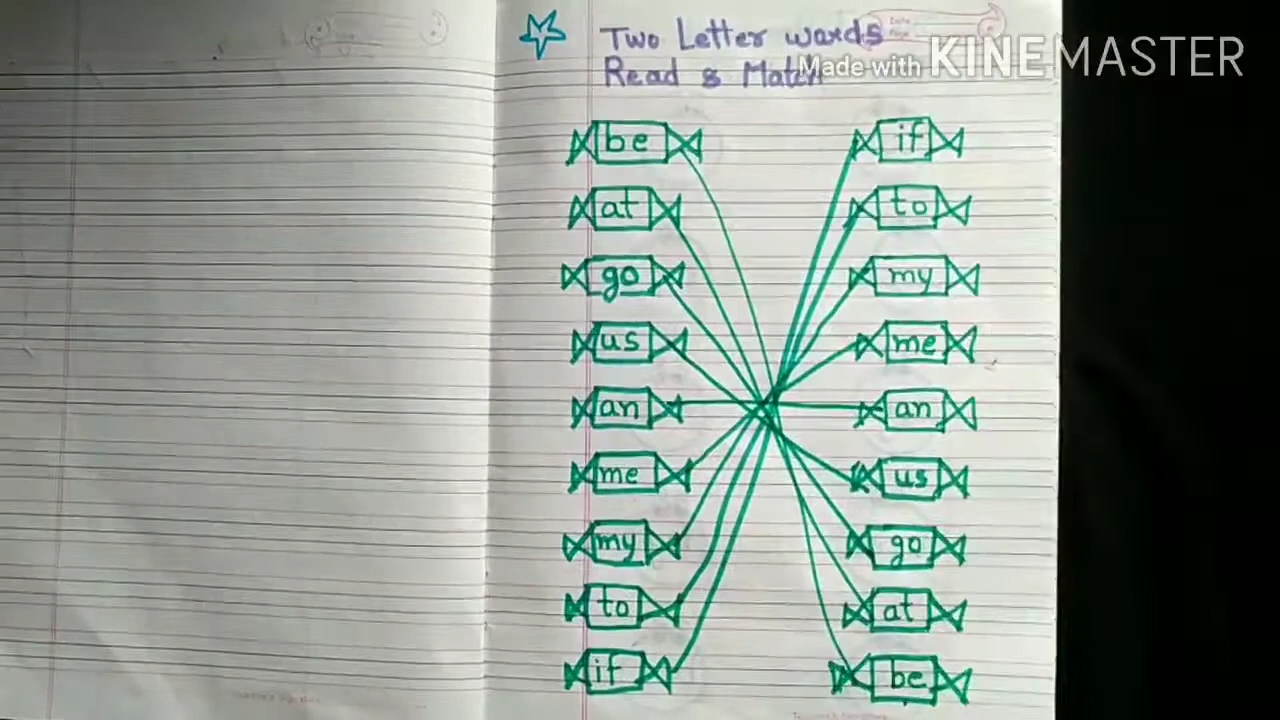 Two Letter words
Made with KINEMASTER
Read & Match
be if
at to
go my
us me
an an
me us
my go
to at
if be